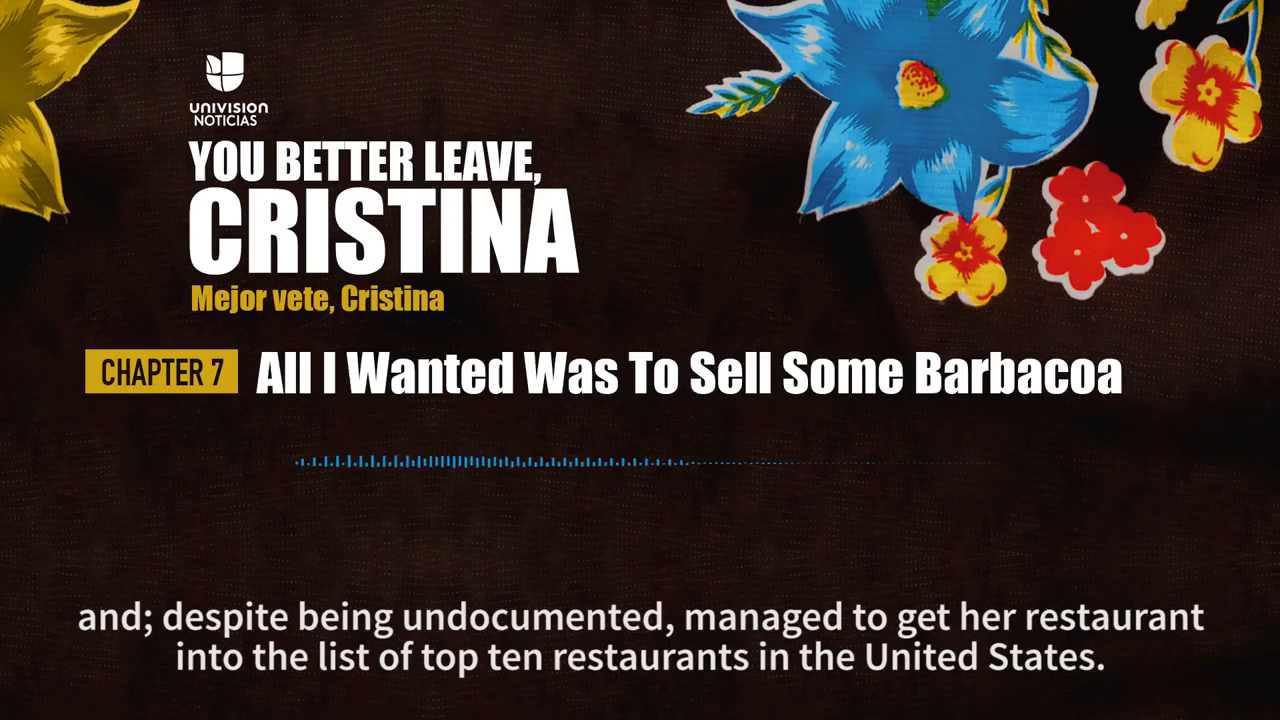 UNIVISION
NOTICIAS
YOU BETTER LEAVE,
CRISTINA
Mejor vete, Cristina
CHAPTER 7 All I Wanted Was To Sell Some Barbacoa
and; despite being undocumented, managed to get her restaurant
into the list of top ten restaurants in the United States.